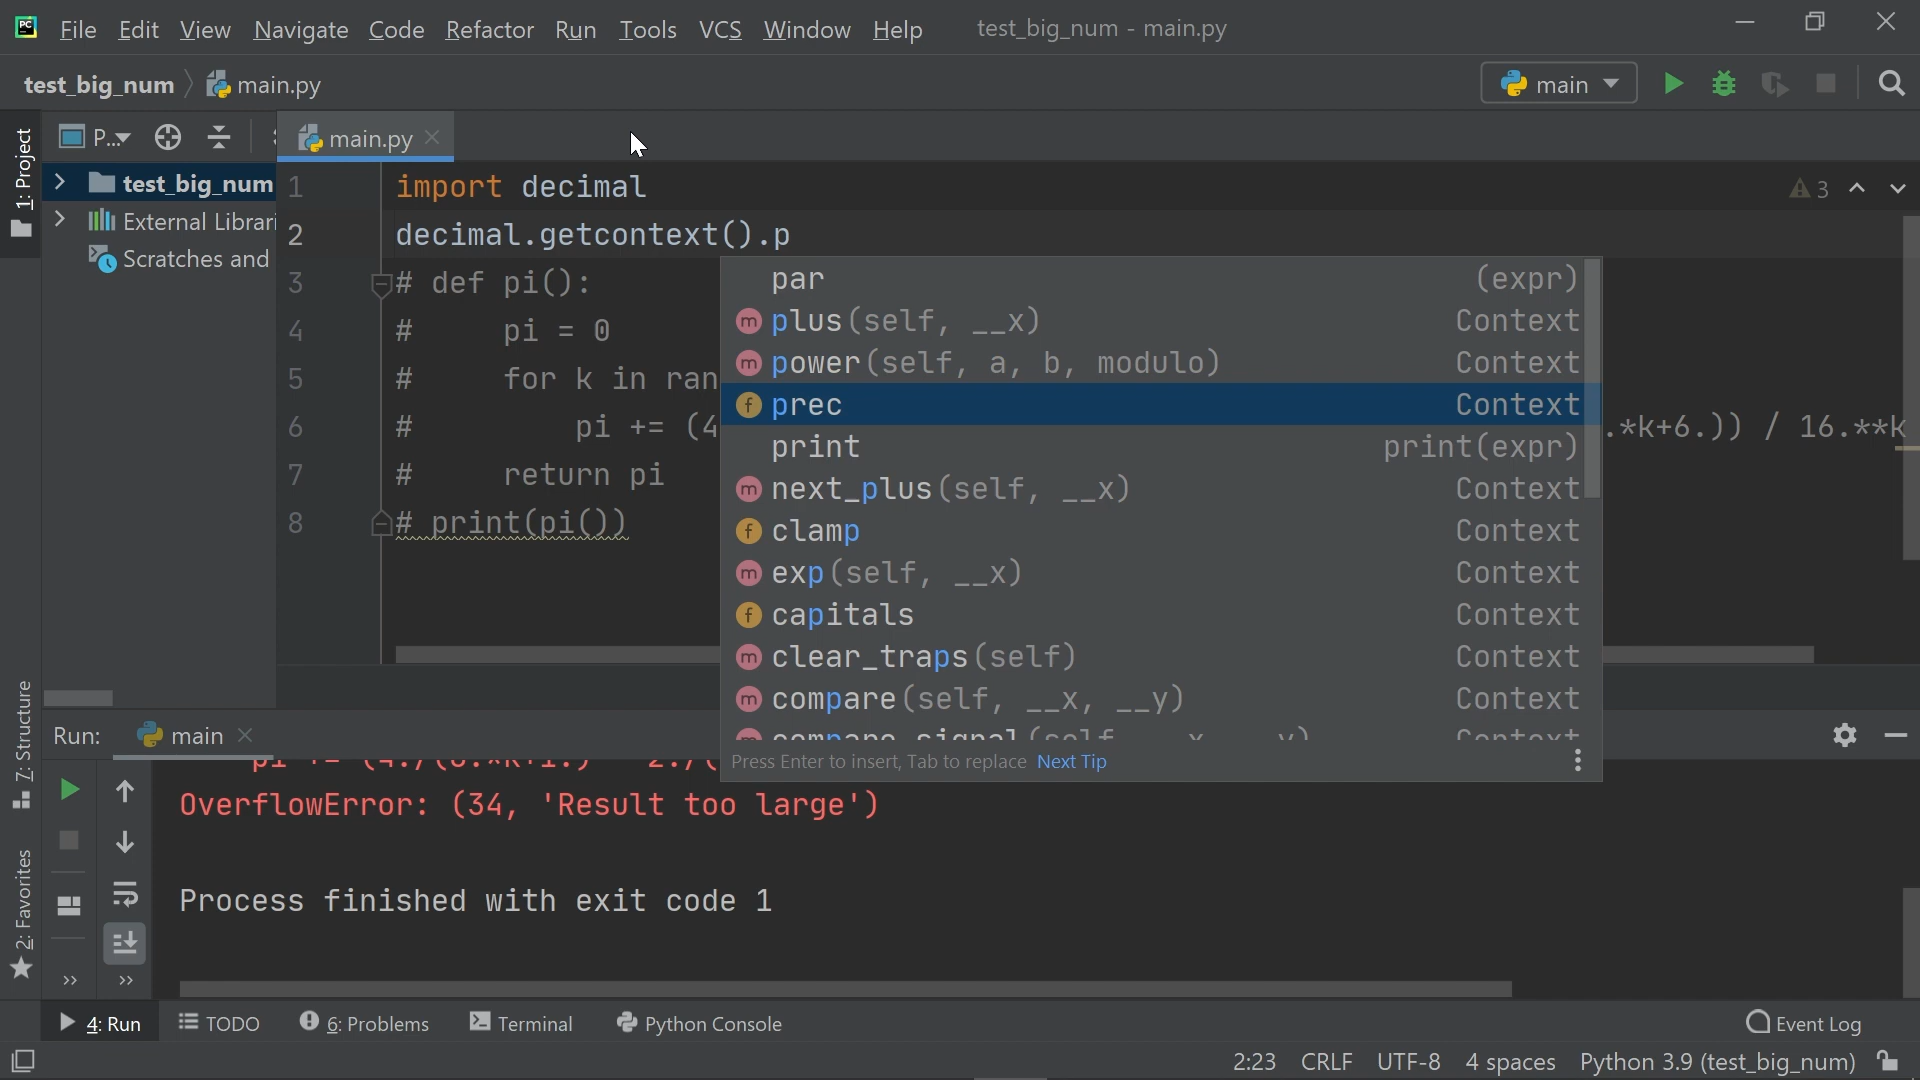 File Edit View Navigate Code Refactor Run Tools VCS Window Help test_big_num - main.py
test_big_num main.py main
1: Project
P... main.py
test_big_num
External Librari
Scratches and
1 import decimal
3
2 decimal.getcontext().p
3 # def pi():
4 # pi = 0
5 # for k in ran
6 # pi += (4 .*k+6.)) / 16.**k
7 # return pi
8 # print(pi())
par (expr)
plus(self, __x) Context
power(self, a, b, modulo) Context
prec Context
print print(expr)
next_plus(self, __x) Context
clamp Context
exp(self, __x) Context
capitals Context
clear_traps(self) Context
compare(self, __x, __y) Context
Press Enter to insert, Tab to replace Next Tip
7: Structure
2: Favorites
Run: main
OverflowError: (34, 'Result too large')
Process finished with exit code 1
4: Run TODO 6: Problems Terminal Python Console Event Log
2:23 CRLF UTF-8 4 spaces Python 3.9 (test_big_num)